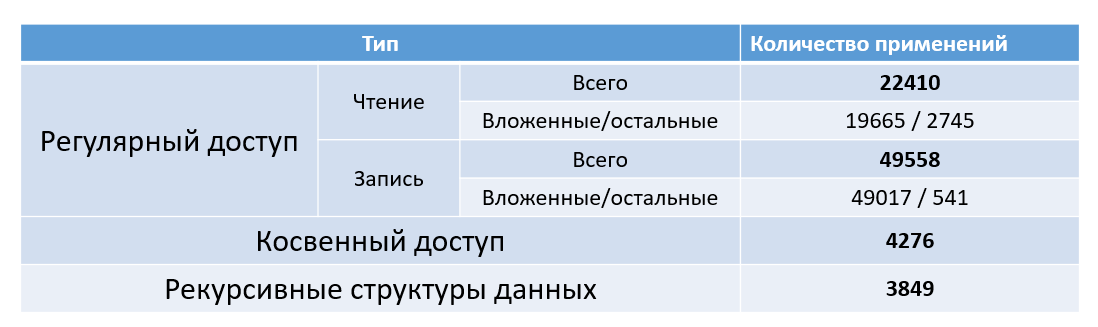 Тип
Количество применений
Регулярный доступ
Чтение
Всего
22410
Вложенные/остальные
19665 / 2745
Запись
Всего
49558
Вложенные/остальные
49017 / 541
Косвенный доступ
4276
Рекурсивные структуры данных
3849